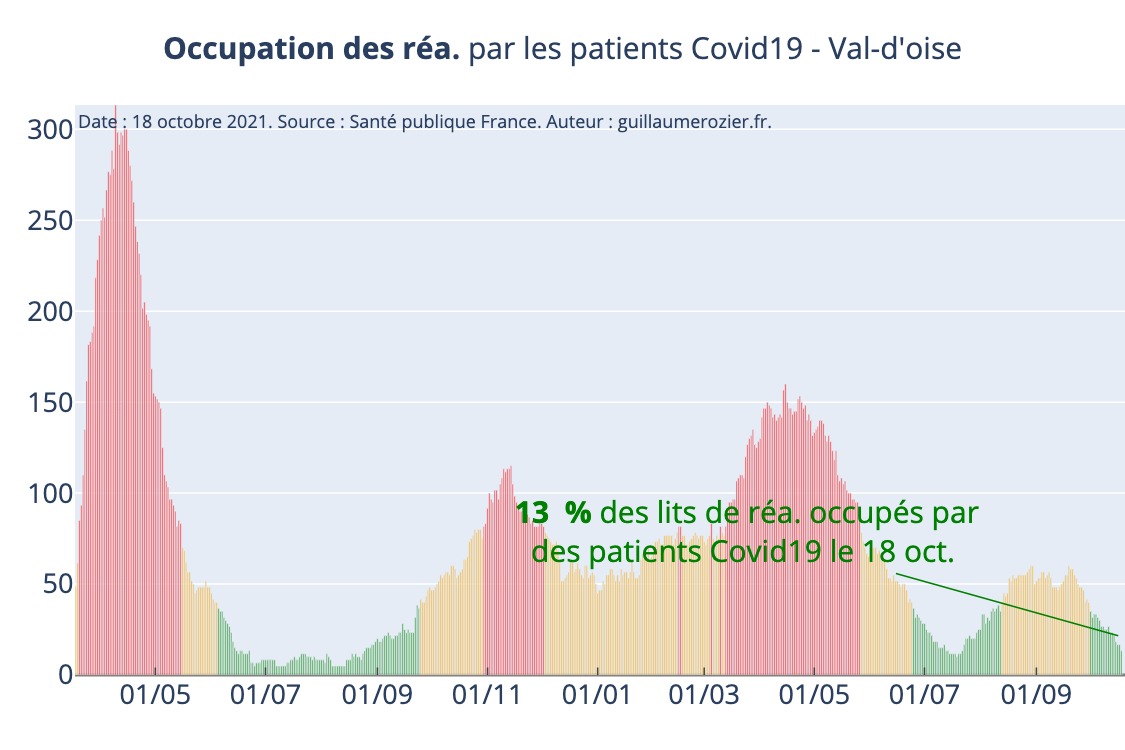 Occupation des réa. par les patients Covid19 - Val-d'oise
Date : 18 octobre 2021. Source : Santé publique France. Auteur : guillaumerozier.fr.
300
250
200
150
100
50
0
13 % des lits de réa. occupés par
des patients Covid19 le 18 oct.
01/05 01/07 01/09 01/11 01/01 01/03 01/05 01/07 01/09